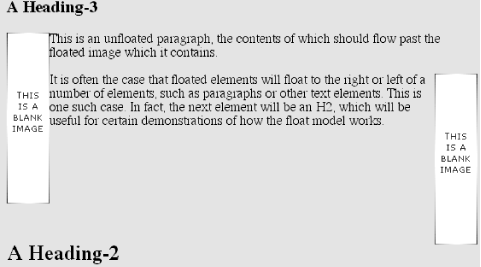 A Heading-3
This is an unfloated paragraph, the contents of which should flow past the
floated image which it contains.
It is often the case that floated elements will float to the right or left of a
number of elements, such as paragraphs or other text elements. This is
one such case. In fact, the next element will be an H2, which will be
useful for certain demonstrations of how the float model works.
THIS
IS A
BLANK
IMAGE
THIS
IS A
BLANK
IMAGE
A Heading-2